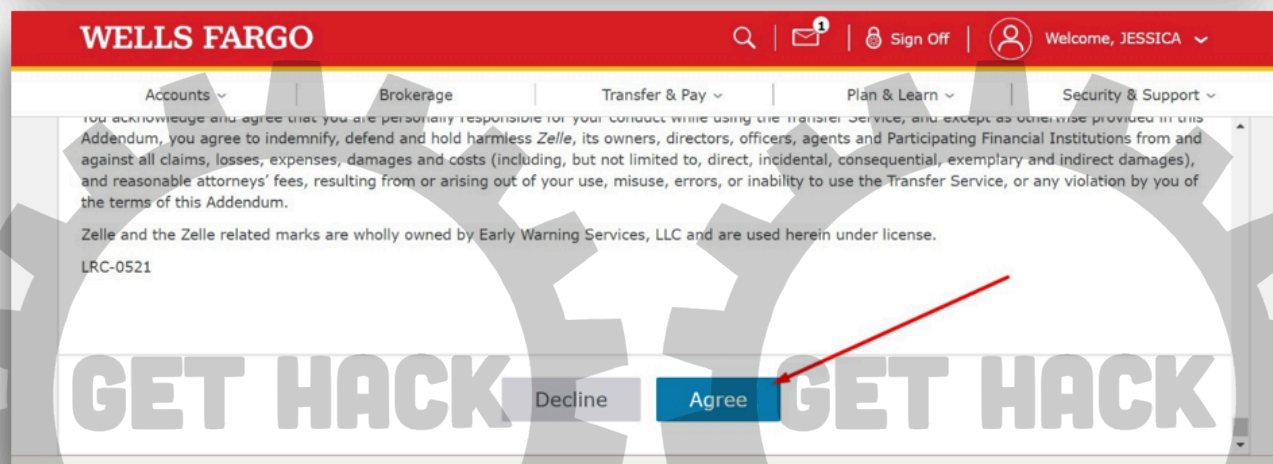 WELLS FARGO
1
Sign Off
Welcome, JESSICA
Accounts
Brokerage
Transfer & Pay
Plan & Learn
Security & Support
You acknowledge and agree that you are personally responsible for your conduct while using the Transfer Service, and except as otherwise provided in this
Addendum, you agree to indemnify, defend and hold harmless Zelle, its owners, directors, officers, agents and Participating Financial Institutions from and
against all claims, losses, expenses, damages and costs (including, but not limited to, direct, incidental, consequential, exemplary and indirect damages),
and reasonable attorneys' fees, resulting from or arising out of your use, misuse, errors, or inability to use the Transfer Service, or any violation by you of
the terms of this Addendum.
Zelle and the Zelle related marks are wholly owned by Early Warning Services, LLC and are used herein under license.
LRC-0521
GET HACK
GET HACK
Decline
Agree